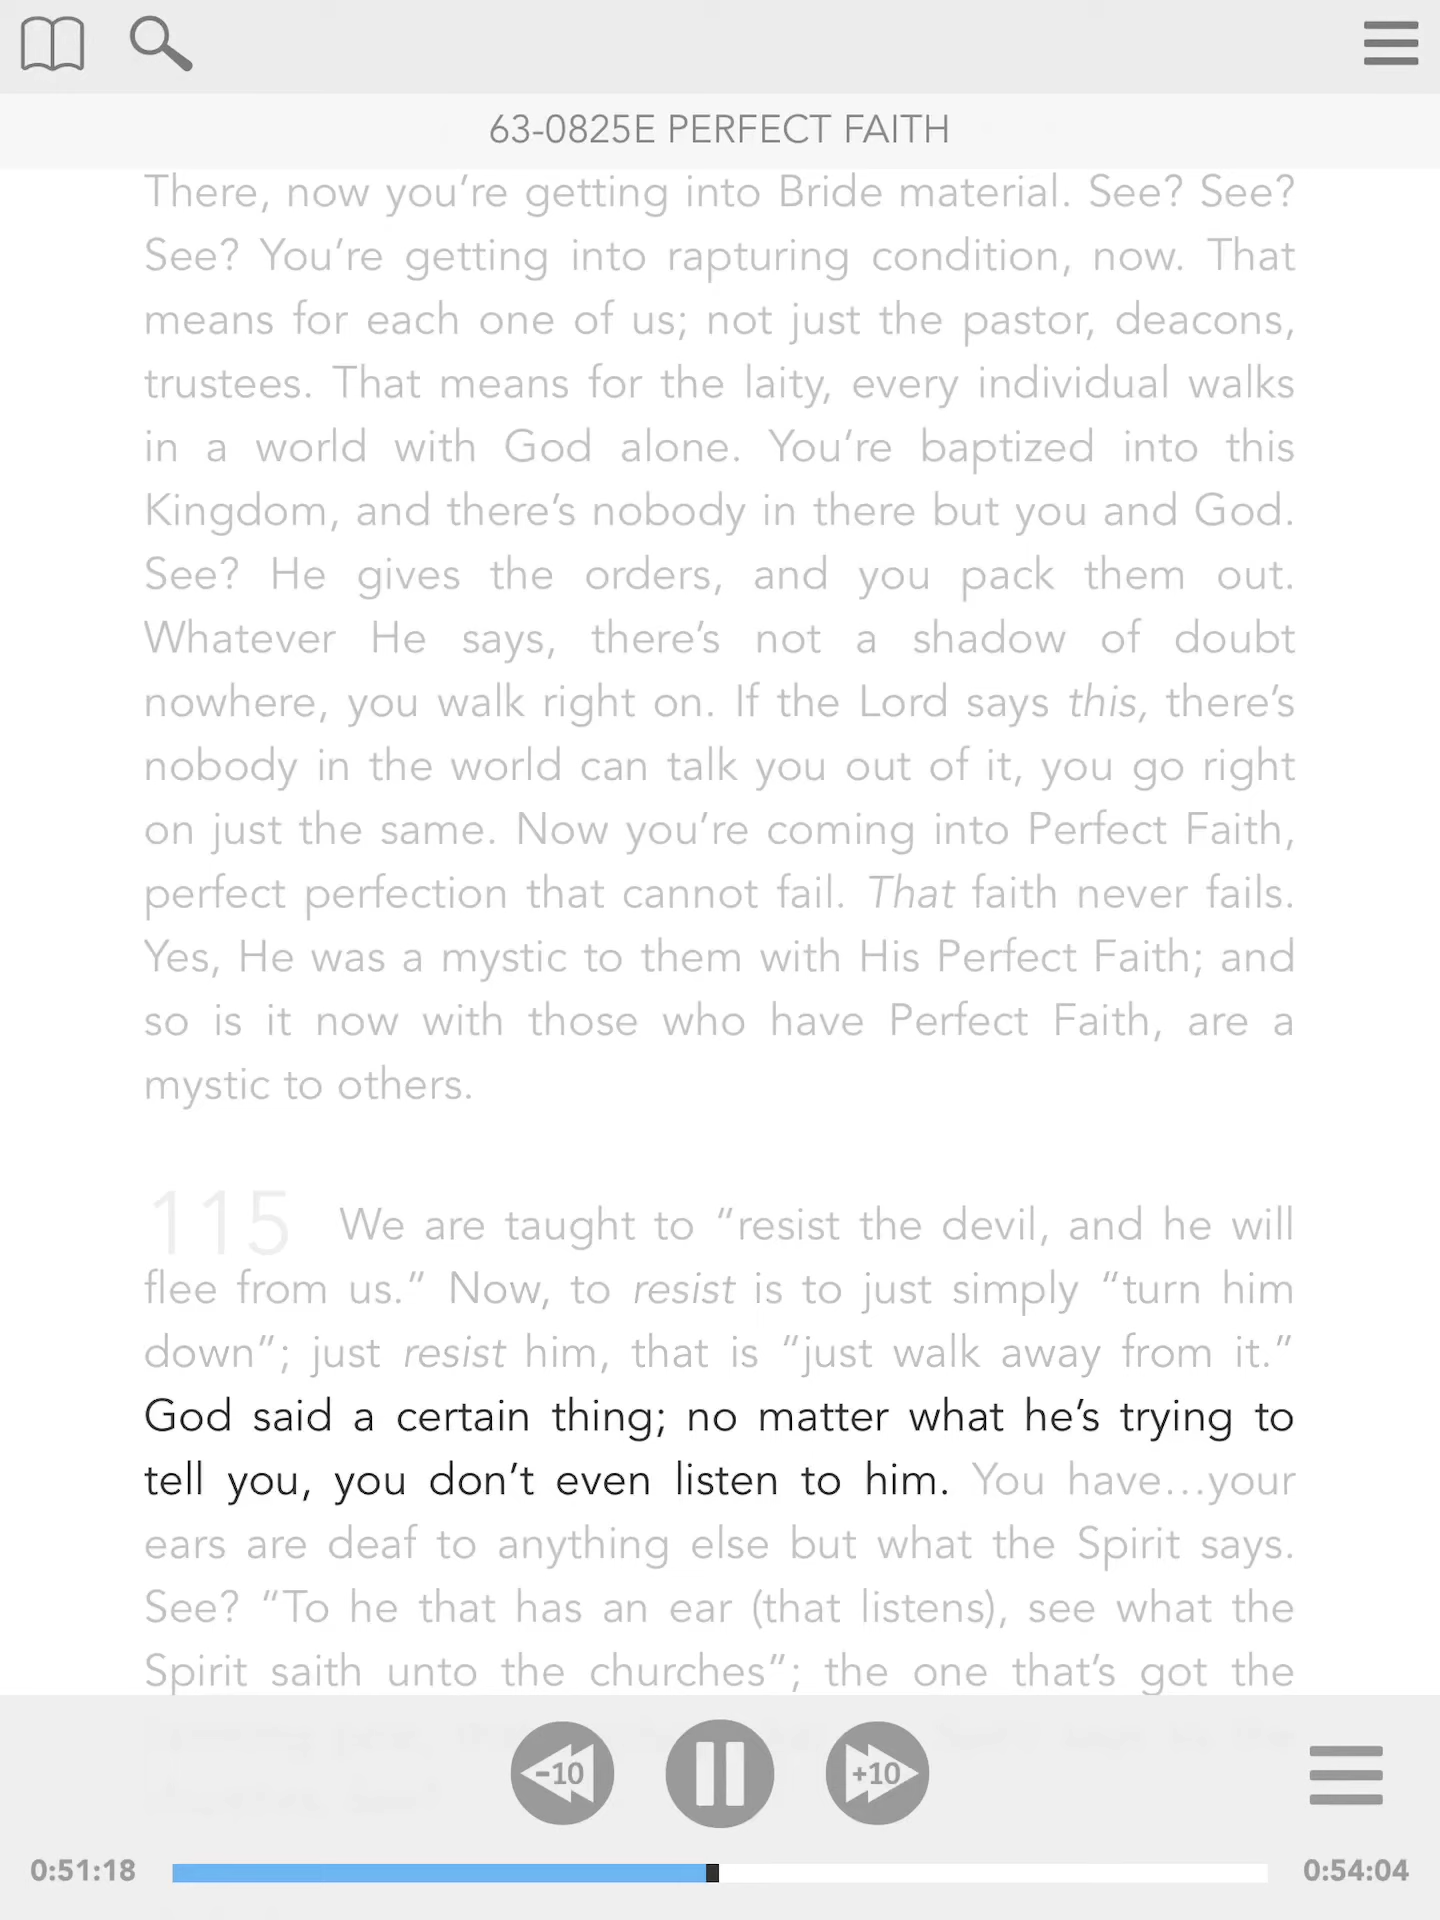 63-0825E PERFECT FAITH
There, now you’re getting into Bride material. See? See?
See? You’re getting into rapturing condition, now. That
means for each one of us; not just the pastor, deacons,
trustees. That means for the laity, every individual walks
in a world with God alone. You’re baptized into this
Kingdom, and there’s nobody in there but you and God.
See? He gives the orders, and you pack them out.
Whatever He says, there’s not a shadow of doubt
nowhere, you walk right on. If the Lord says this, there’s
nobody in the world can talk you out of it, you go right
on just the same. Now you’re coming into Perfect Faith,
perfect perfection that cannot fail. That faith never fails.
Yes, He was a mystic to them with His Perfect Faith; and
so is it now with those who have Perfect Faith, are a
mystic to others.
115 We are taught to “resist the devil, and he will
flee from us.” Now, to resist is to just simply “turn him
down”; just resist him, that is “just walk away from it.”
God said a certain thing; no matter what he’s trying to
tell you, you don’t even listen to him. You have…your
ears are deaf to anything else but what the Spirit says.
See? “To he that has an ear (that listens), see what the
Spirit saith unto the churches”; the one that’s got the
-10 +10
0:51:18 0:54:04